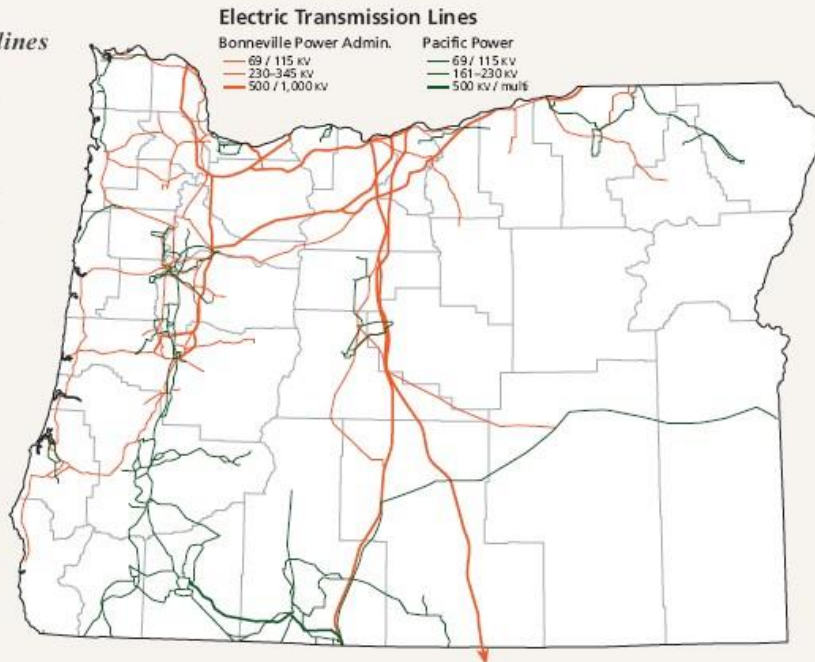 lines
Electric Transmission Lines
Bonneville Power Admin.
69 / 115 KV
230–345 KV
500 / 1,000 KV
Pacific Power
69 / 115 KV
161–230 KV
500 KV / multi